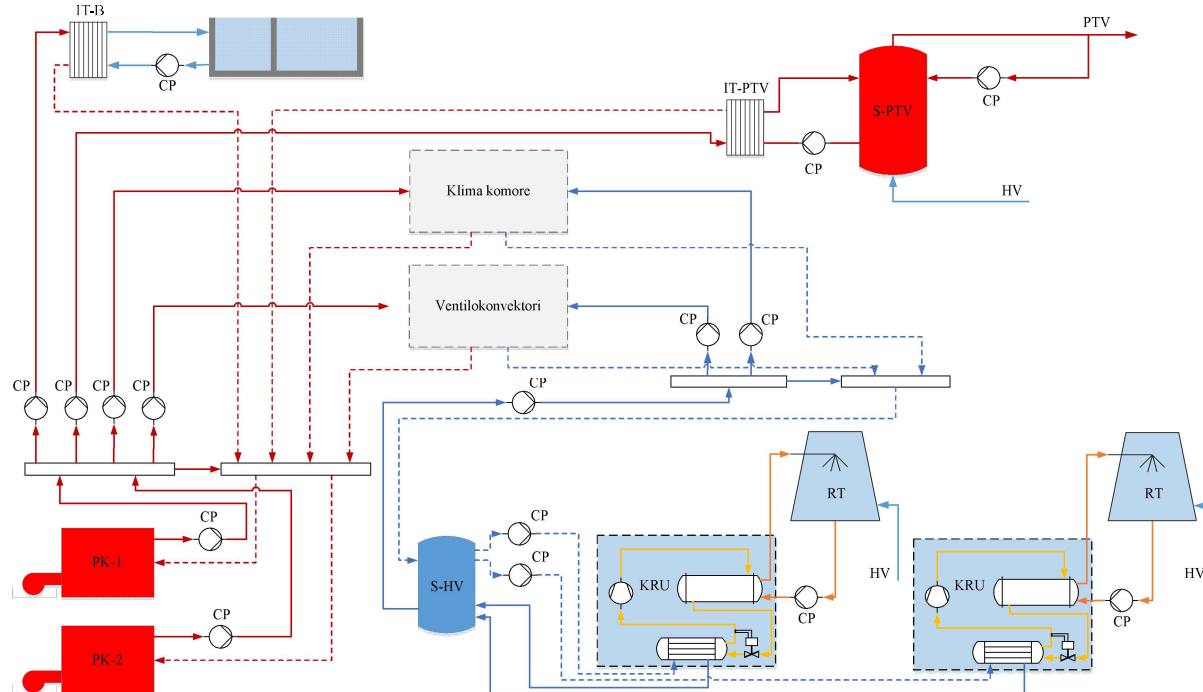 IT-B
CP
PTV
IT-PTV
CP
S-PTV
CP
HV
Klima komore
Ventilokonvektori
CP
CP
CP
CP
CP
CP
CP
RT
RT
CP
CP
PK-1
CP
S-HV
KRU
KRU
HV
HV
CP
CP
CP
PK-2